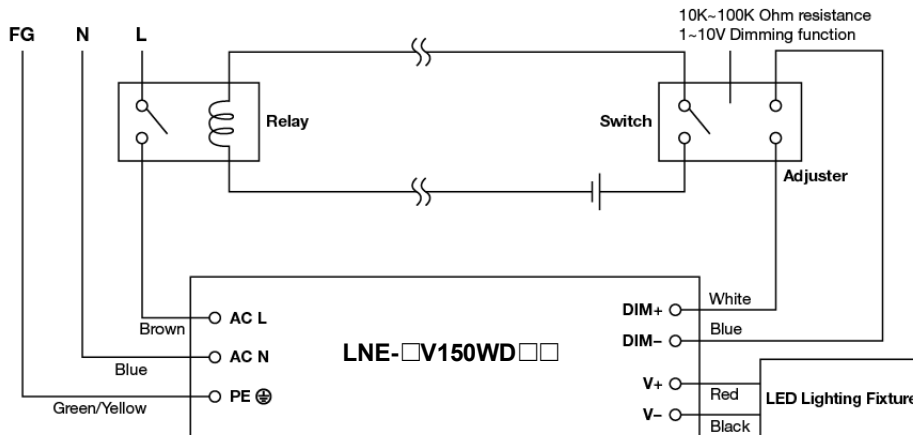 10K~100K Ohm resistance
1~10V Dimming function
FG N L
Relay
Switch
Adjuster
Brown
AC L
Blue
AC N
Green/Yellow
PE
LNE-□V150WD□□
DIM+
White
DIM−
Blue
V+
Red
V−
Black
LED Lighting Fixture